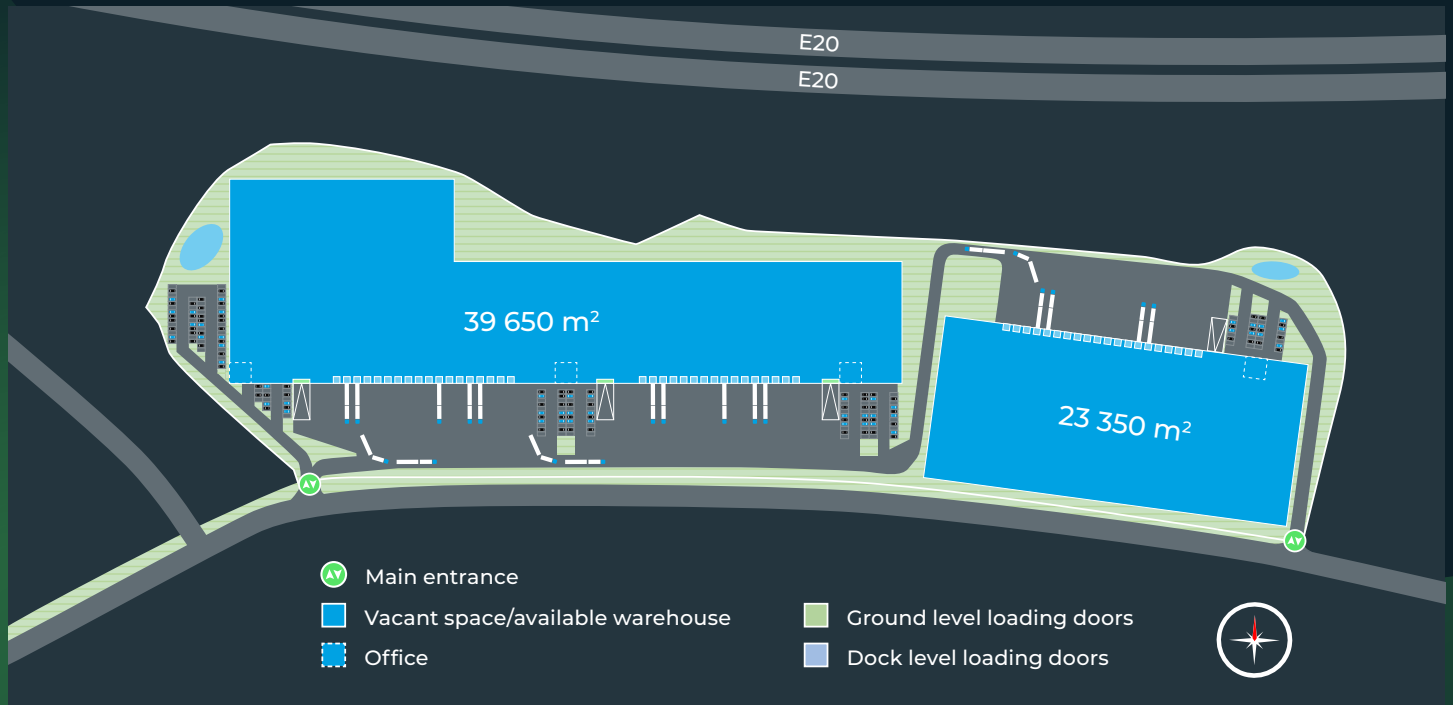 E20
E20
39 650 m²
23 350 m²
Main entrance
Vacant space/available warehouse
Office
Ground level loading doors
Dock level loading doors